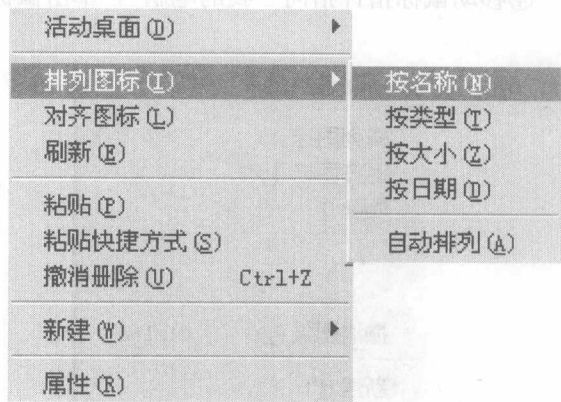 活动桌面(D)
排列图标(I)
对齐图标(L)
刷新(E)
粘贴(P)
粘贴快捷方式(S)
撤消删除(U) Ctrl+Z
新建(W)
属性(R)
按名称(N)
按类型(T)
按大小(Z)
按日期(D)
自动排列(A)